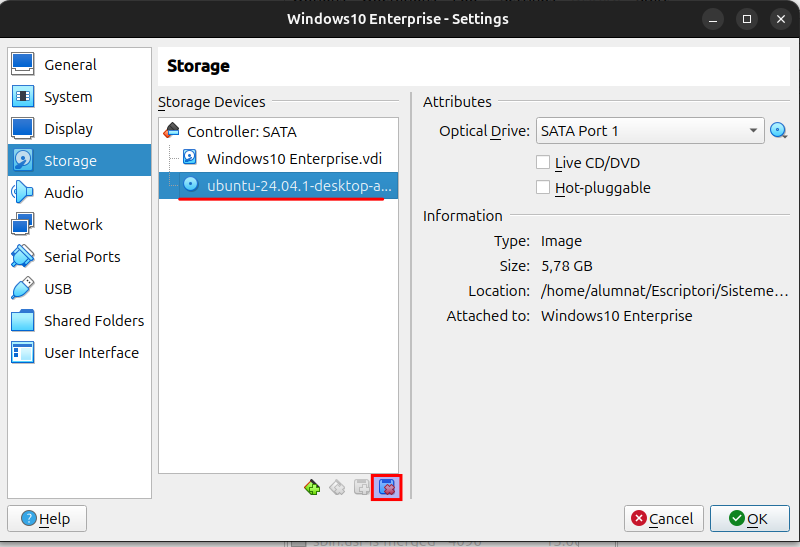 Windows10 Enterprise - Settings
General
System
Display
Storage
Audio
Network
Serial Ports
USB
Shared Folders
User Interface
Storage
Storage Devices
Controller: SATA
Windows10 Enterprise.vdi
ubuntu-24.04.1-desktop-a...
Attributes
Optical Drive: SATA Port 1
Live CD/DVD
Hot-pluggable
Information
Type: Image
Size: 5,78 GB
Location: /home/alumnat/Escriptori/Sisteme...
Attached to: Windows10 Enterprise
Help
Cancel
OK